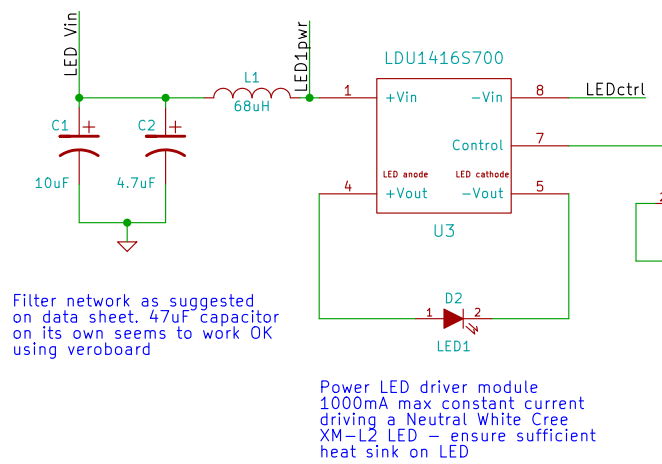 LED Vin
LED1pwr
LDU1416S700
L1
68uH
1
+Vin
-Vin
8
LEDctrl
C1
+
C2
+
10uF
4.7uF
Control
7
LED anode
LED cathode
4
+Vout
-Vout
5
U3
D2
1
2
LED1
Filter network as suggested
on data sheet. 47uF capacitor
on its own seems to work OK
using veroboard
Power LED driver module
1000mA max constant current
driving a Neutral White Cree
XM-L2 LED - ensure sufficient
heat sink on LED